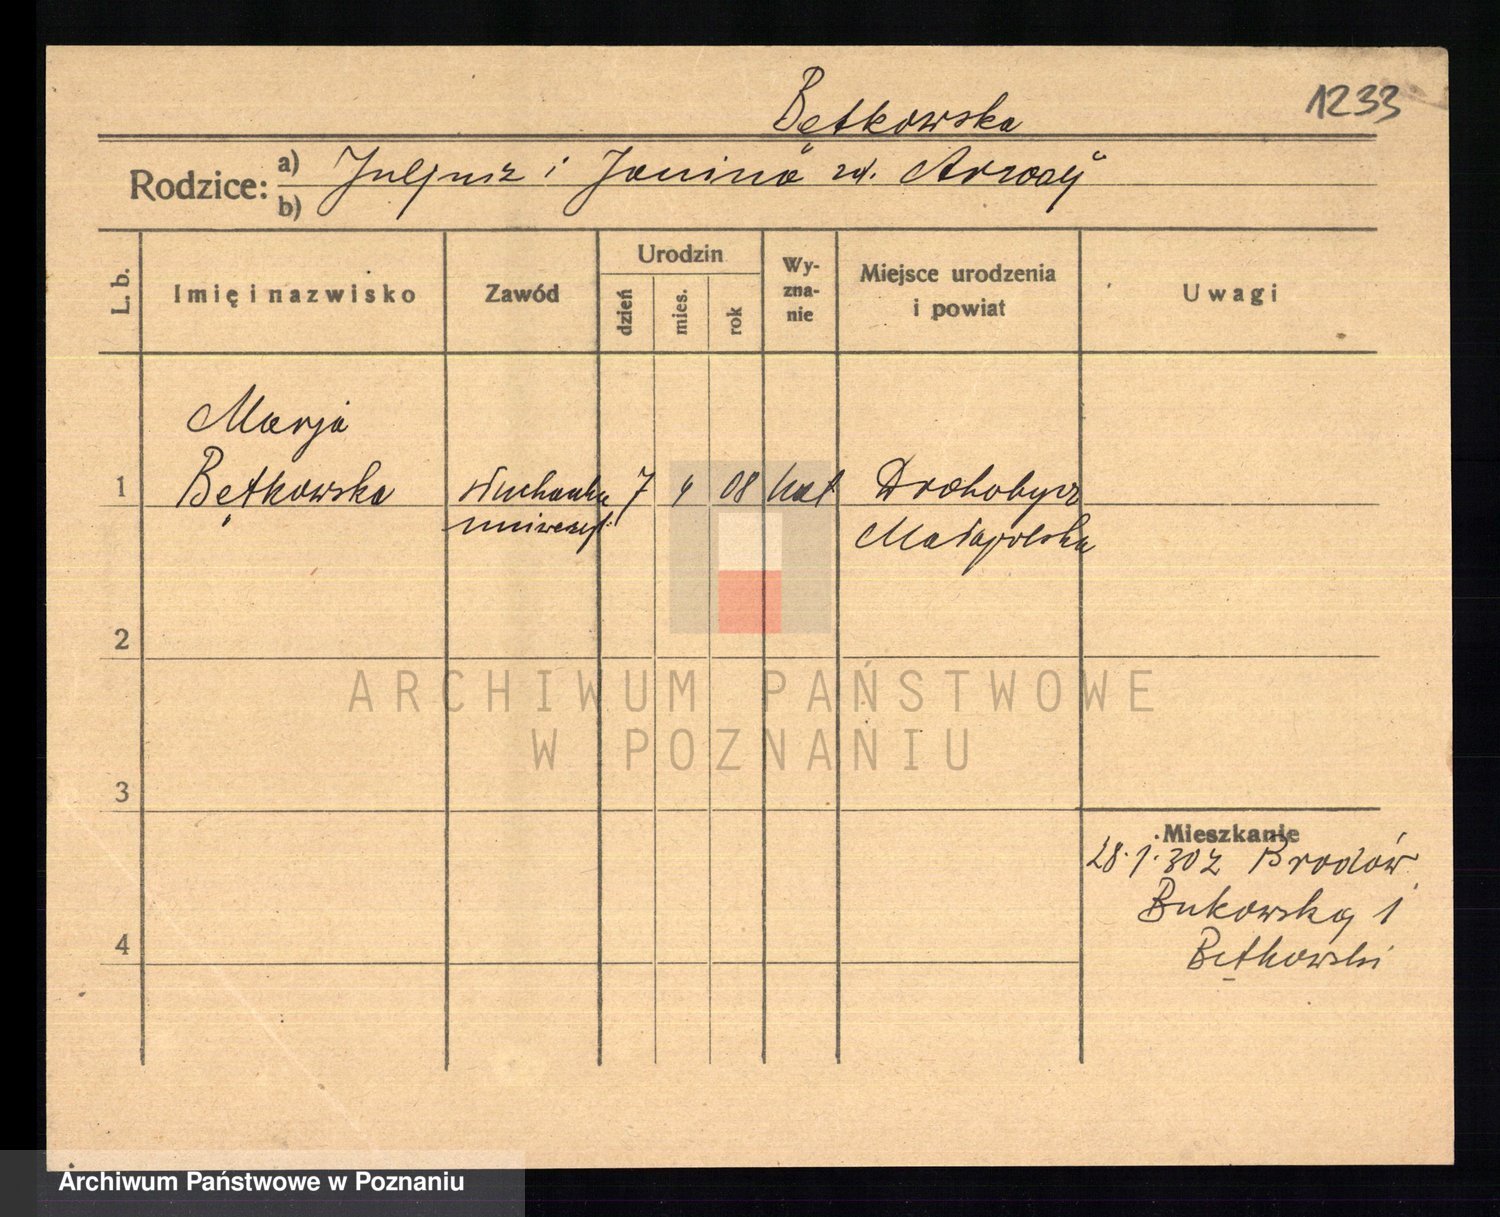 1233
Bętkowska
Rodzice: a) b) Juljusz i Janina
L. b.
Imię i nazwisko
Zawód
Urodzin
dzień
mies.
rok
Wy-
zna-
nie
Miejsce urodzenia
i powiat
Uwagi
Marja
1 Bętkowska słuchaczka 7 4 08 kat Drohobycz
uniwersyt. Małopolska
2
3
4
Mieszkanie
28.1.30 z Brodów
Bukowska 1
Bętkowski
ARCHIWUM PAŃSTWOWE
W POZNANIU
Archiwum Państwowe w Poznaniu